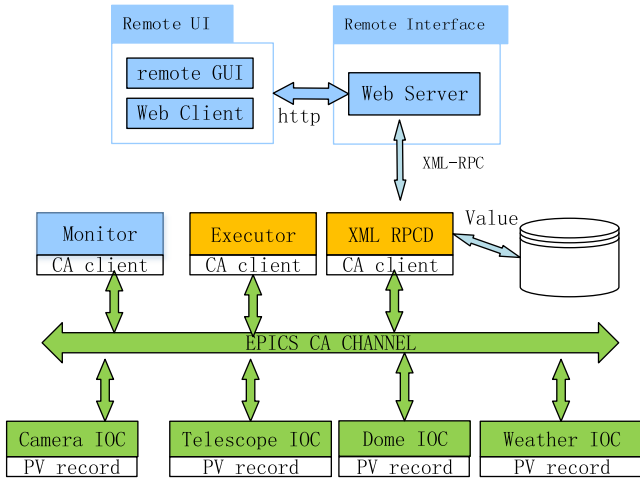 Remote UI
Remote Interface
remote GUI
Web Client
http
Web Server
XML-RPC
Monitor
CA client
Executor
CA client
XML RPCD
CA client
Value
EPICS CA CHANNEL
Camera IOC
PV record
Telescope IOC
PV record
Dome IOC
PV record
Weather IOC
PV record